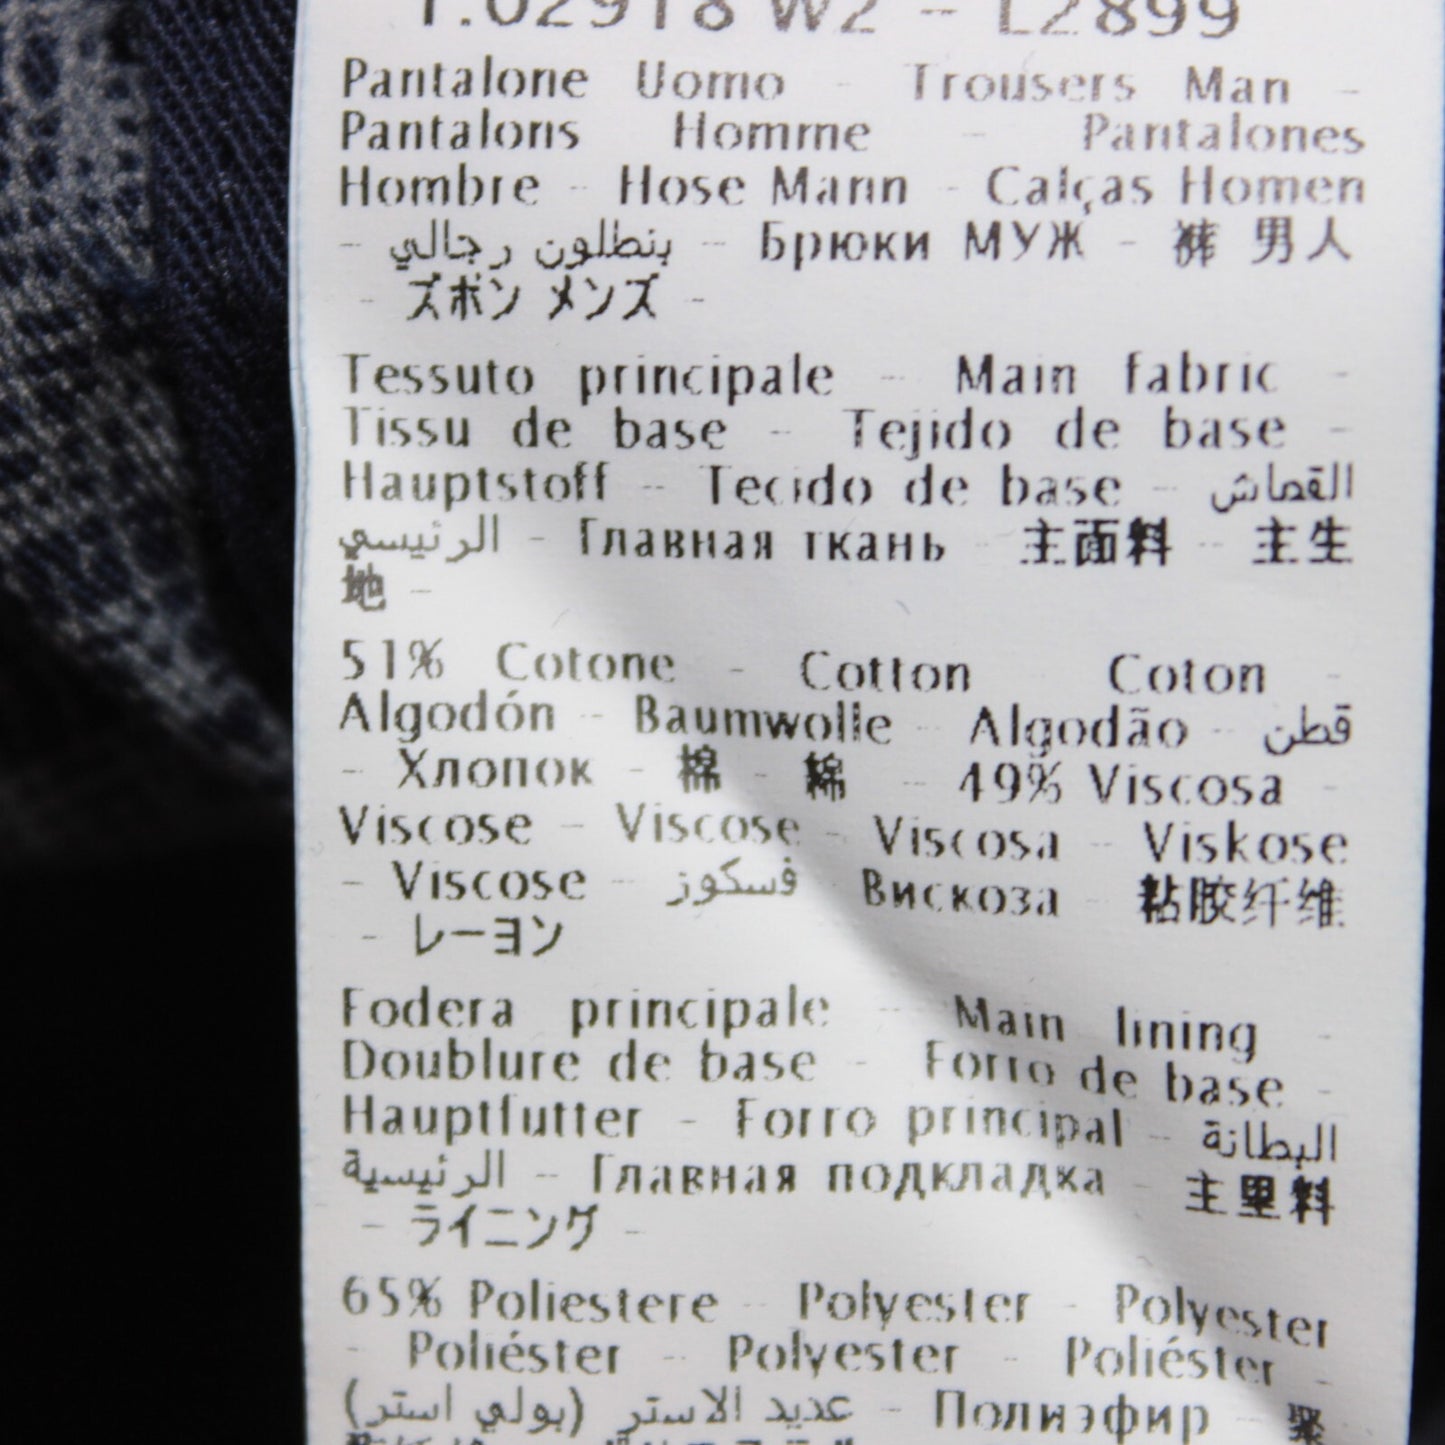 T.02918 W2 - L2899
Pantalone Uomo - Trousers Man -
Pantalons Homme - Pantalones
Hombre - Hose Mann - Calças Homen
- بنطلون رجالي - Брюки МУЖ - 裤 男人
- ズボン メンズ -
Tessuto principale - Main fabric -
Tissu de base - Tejido de base -
Hauptstoff - Tecido de base - القماش
الرئيسي - Главная ткань - 主面料 - 主生
地 -
51% Cotone - Cotton - Coton -
Algodón - Baumwolle - Algodão - قطن
- Хлопок - 棉 - 綿 - 49% Viscosa -
Viscose - Viscose - Viscosa - Viskose
- Viscose - فسكوز - Вискоза - 粘胶纤维
- レーヨン
Fodera principale - Main lining -
Doublure de base - Forro de base -
Hauptfutter - Forro principal - البطانة
الرئيسية - Главная подкладка - 主里料
- ライニング -
65% Poliestere - Polyester - Polyester
- Poliéster - Polyester - Poliéster -
عديد الاستر (بولي استر) - Полиэфир - 聚